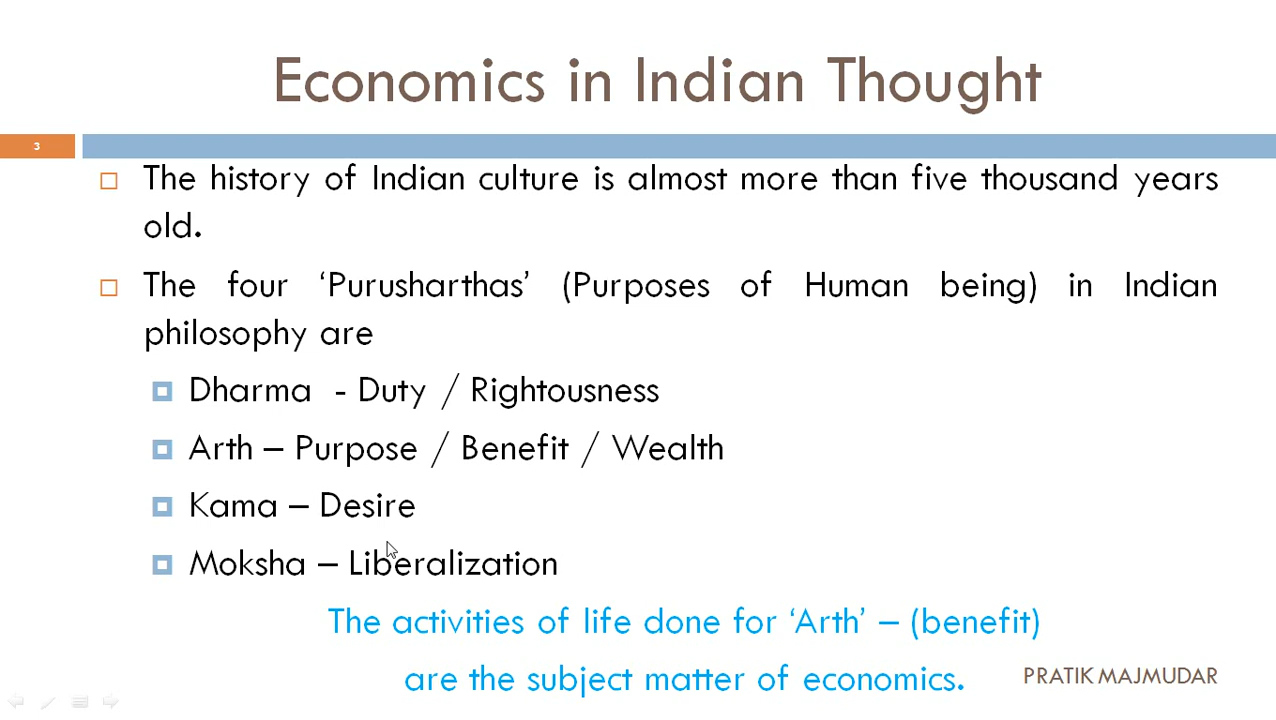 Economics in Indian Thought
3
The history of Indian culture is almost more than five thousand years
old.
The four ‘Purusharthas’ (Purposes of Human being) in Indian
philosophy are
Dharma - Duty / Rightousness
Arth – Purpose / Benefit / Wealth
Kama – Desire
Moksha – Liberalization
The activities of life done for ‘Arth’ – (benefit)
are the subject matter of economics.
PRATIK MAJMUDAR